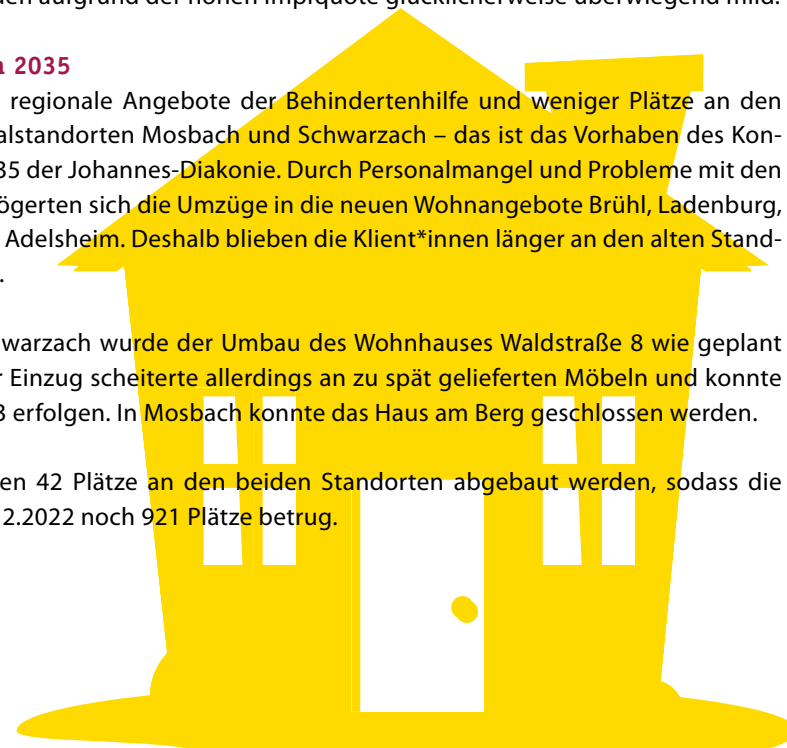 den aufgrund der hohen Impfquote glücklicherweise überwiegend mild.
2035
regionale Angebote der Behindertenhilfe und weniger Plätze an den
alstandorten Mosbach und Schwarzach – das ist das Vorhaben des Kon-
35 der Johannes-Diakonie. Durch Personalmangel und Probleme mit den
ögerten sich die Umzüge in die neuen Wohnangebote Brühl, Ladenburg,
Adelsheim. Deshalb blieben die Klient*innen länger an den alten Stand-
.
warzach wurde der Umbau des Wohnhauses Waldstraße 8 wie geplant
r Einzug scheiterte allerdings an zu spät gelieferten Möbeln und konnte
3 erfolgen. In Mosbach konnte das Haus am Berg geschlossen werden.
en 42 Plätze an den beiden Standorten abgebaut werden, sodass die
2.2022 noch 921 Plätze betrug.